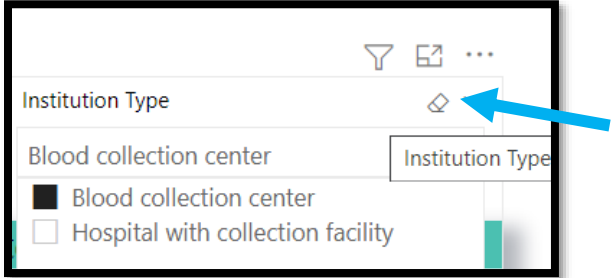 Institution Type
Blood collection center
Institution Type
Blood collection center
Hospital with collection facility